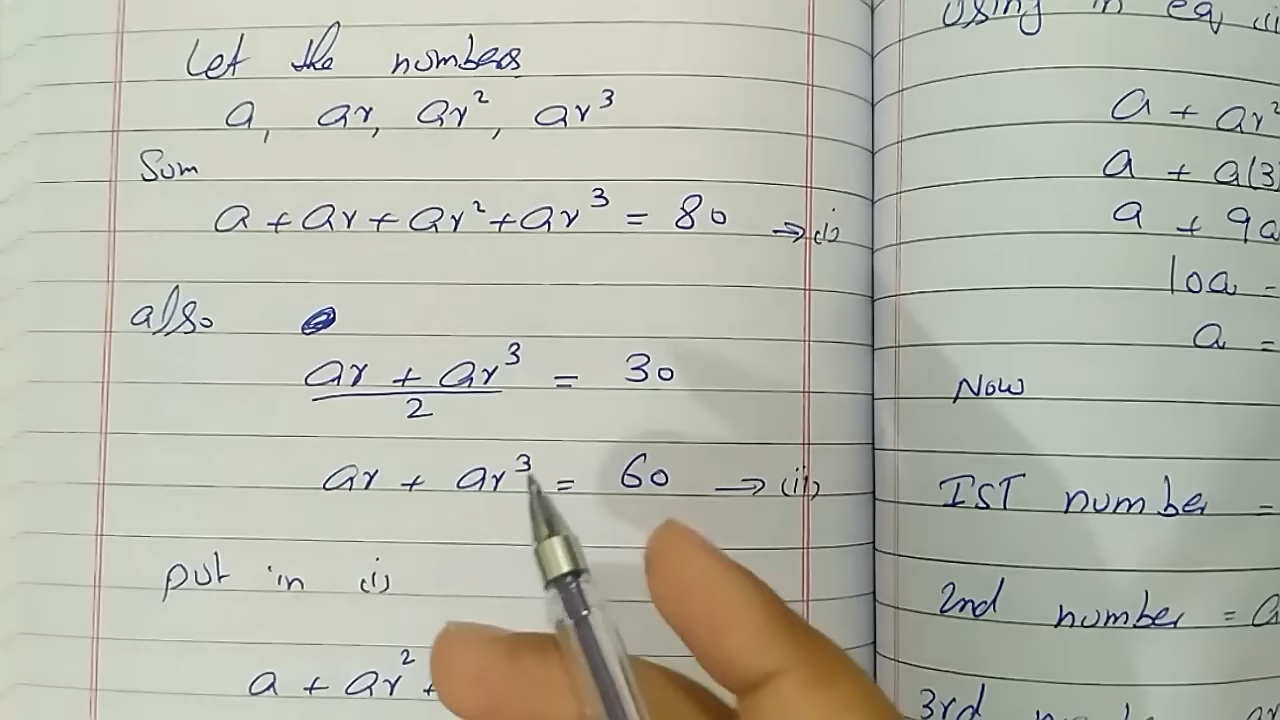 Let the numbers
a, ar, ar², ar³
Sum
a + ar + ar² + ar³ = 80 → (i)
also
ar + ar³ = 30
2
ar + ar³ = 60 → (ii)
put in (i)
a + ar² +
Using in eq (i
a + ar²
a + a(3
a + 9a
10a =
a =
Now
IST number =
2nd number = a
3rd